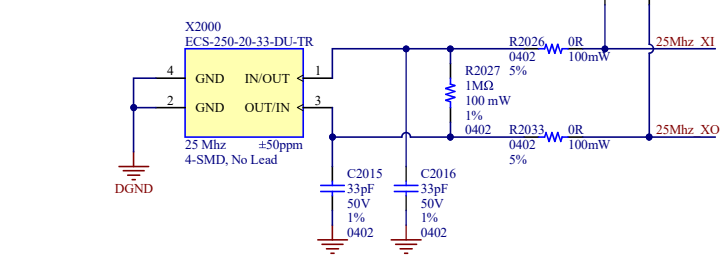 X2000
ECS-250-20-33-DU-TR
4 GND IN/OUT 1
2 GND OUT/IN 3
25 Mhz ±50ppm
4-SMD, No Lead
DGND
R2026 0R
0402 100mW
5%
25Mhz_XI
R2027
1MΩ
100 mW
1%
0402
R2033 0R
0402 100mW
5%
25Mhz_XO
C2015
33pF
50V
1%
0402
C2016
33pF
50V
1%
0402